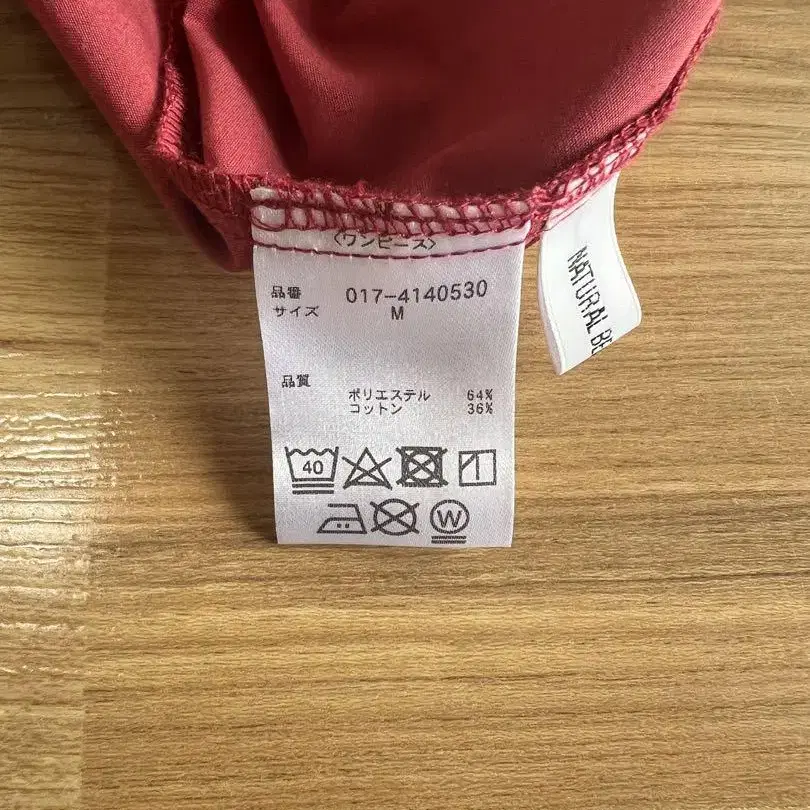 〈ワンピース〉
品番 017-4140530
サイズ M
品質
ポリエステル 64%
コットン 36%
40
W
NATURAL BE